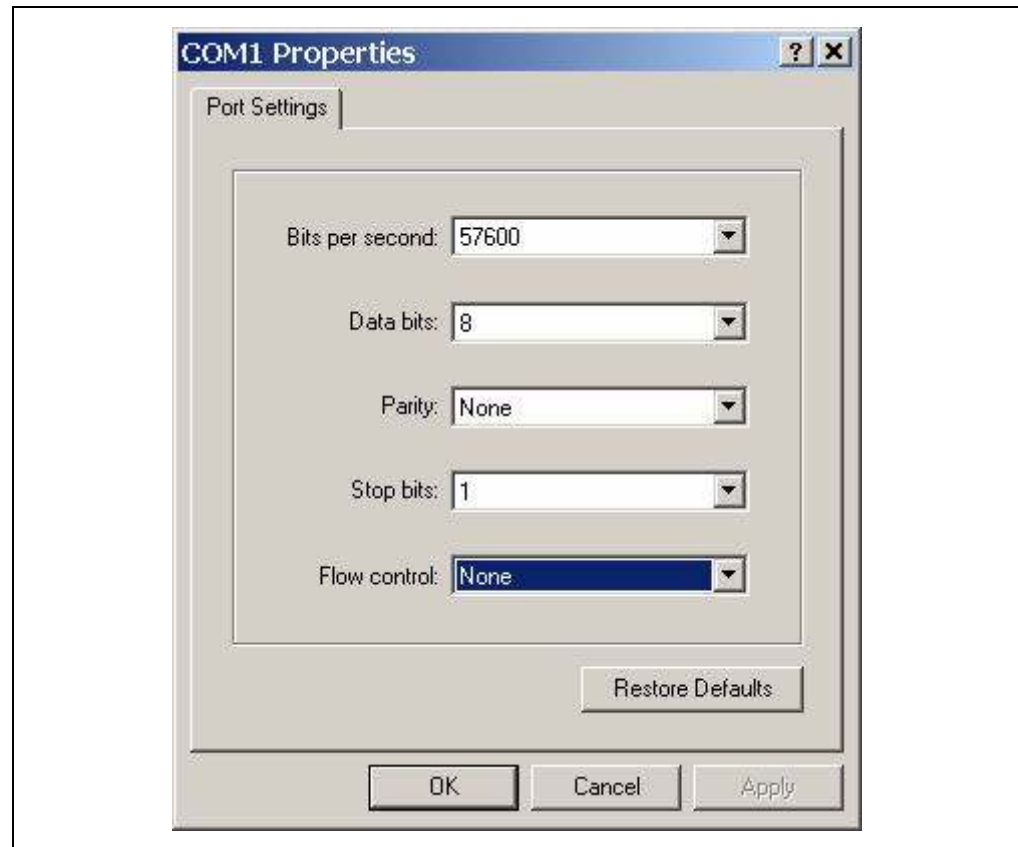 COM1 Properties
Port Settings
Bits per second: 57600
Data bits: 8
Parity: None
Stop bits: 1
Flow control: None
Restore Defaults
OK Cancel Apply